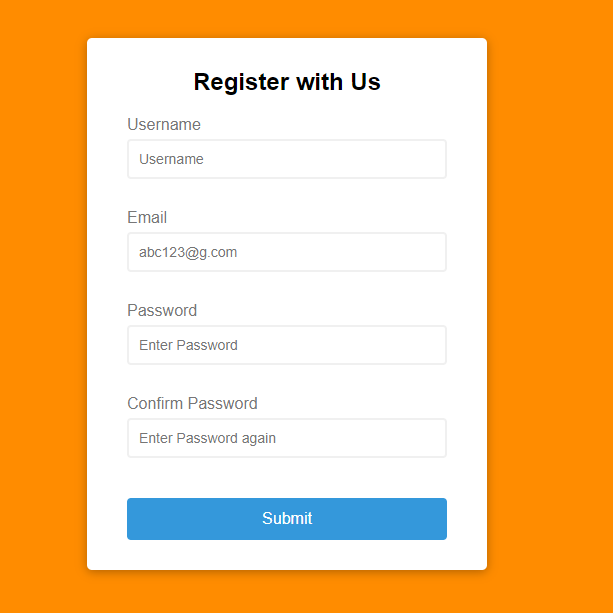 Register with Us
Username
Username
Email
abc123@g.com
Password
Enter Password
Confirm Password
Enter Password again
Submit